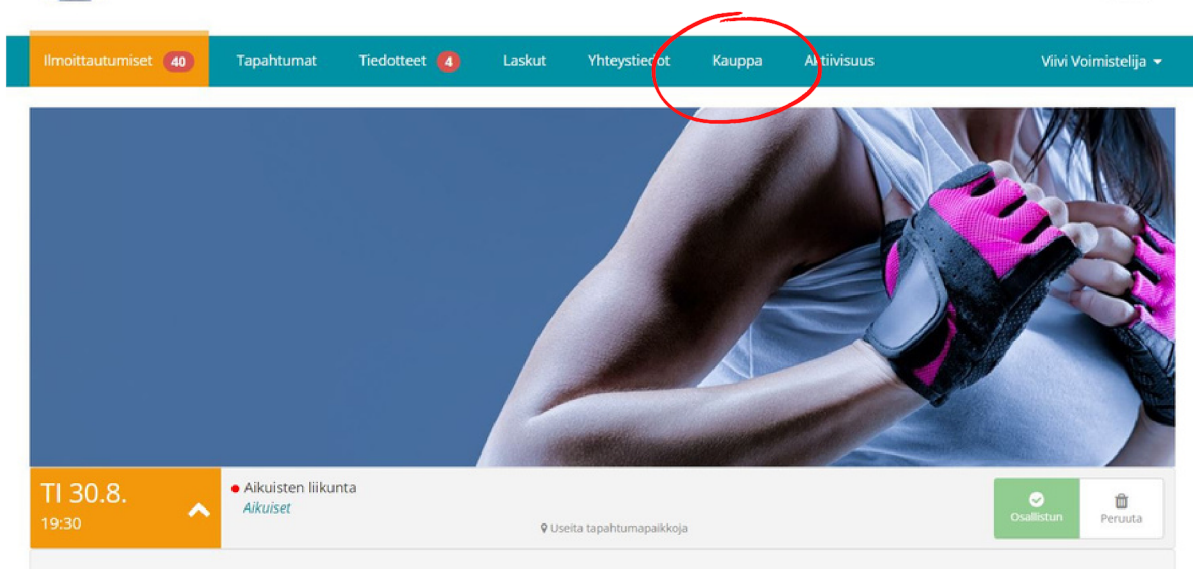 Ilmoittautumiset 40 Tapahtumat Tiedotteet 4 Laskut Yhteystiedot Kauppa Aktiivisuus Viivi Voimistelija
TI 30.8.
19:30
Aikuisten liikunta
Aikuiset
Useita tapahtumapaikkoja
Osallistun
Peruuta